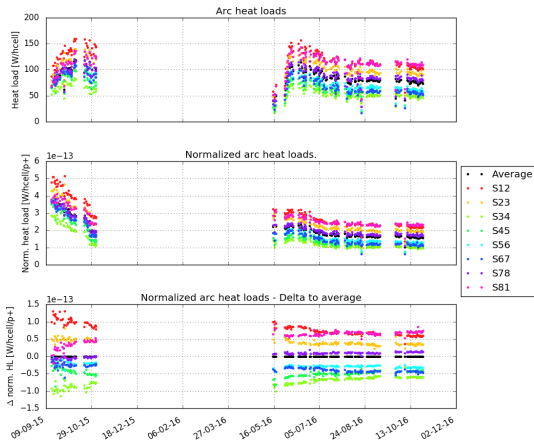 Arc heat loads
Heat load [W/hcell]
200
150
100
50
0
Normalized arc heat loads.
1e−13
Norm. heat load [W/hcell/p+]
6
5
4
3
2
1
0
Average
S12
S23
S34
S45
S56
S67
S78
S81
Normalized arc heat loads - Delta to average
1e−13
Δ norm. HL [W/hcell/p+]
1.5
1.0
0.5
0.0
−0.5
−1.0
−1.5
09-09-15
29-10-15
18-12-15
06-02-16
27-03-16
16-05-16
05-07-16
24-08-16
13-10-16
02-12-16